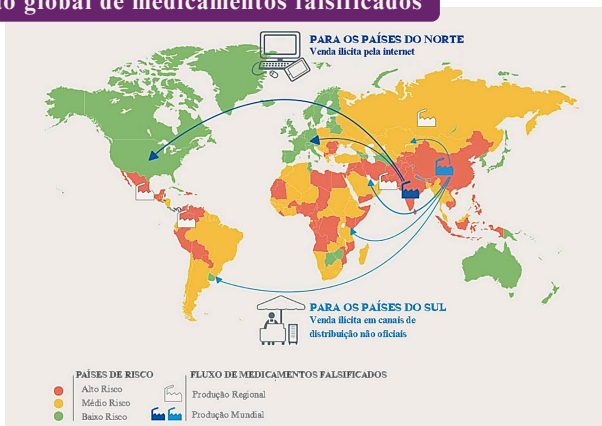 do global de medicamentos falsificados
PARA OS PAÍSES DO NORTE
Venda ilícita pela internet
PARA OS PAÍSES DO SUL
Venda ilícita em canais de
distribuição não oficiais
PAÍSES DE RISCO
Alto Risco
Médio Risco
Baixo Risco
FLUXO DE MEDICAMENTOS FALSIFICADOS
Produção Regional
Produção Mundial